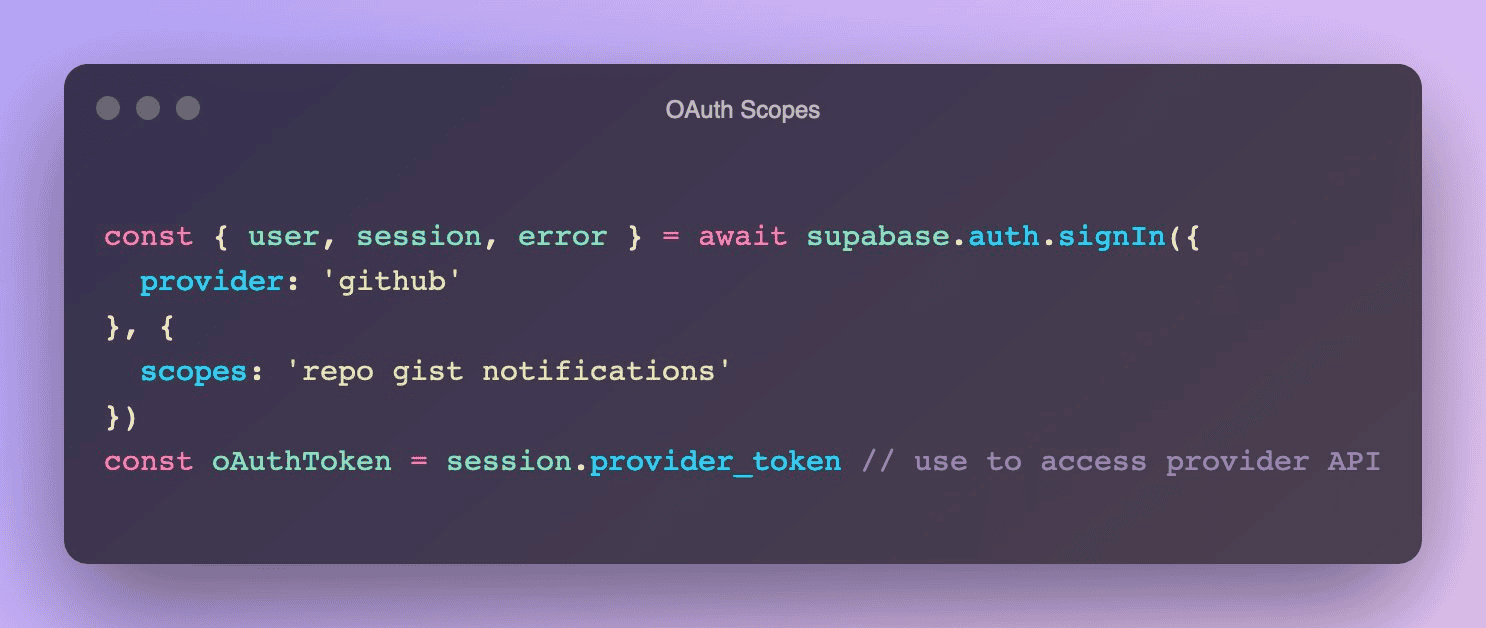 OAuth Scopes
const { user, session, error } = await supabase.auth.signIn({
  provider: 'github'
}, {
  scopes: 'repo gist notifications'
})
const oAuthToken = session.provider_token // use to access provider API